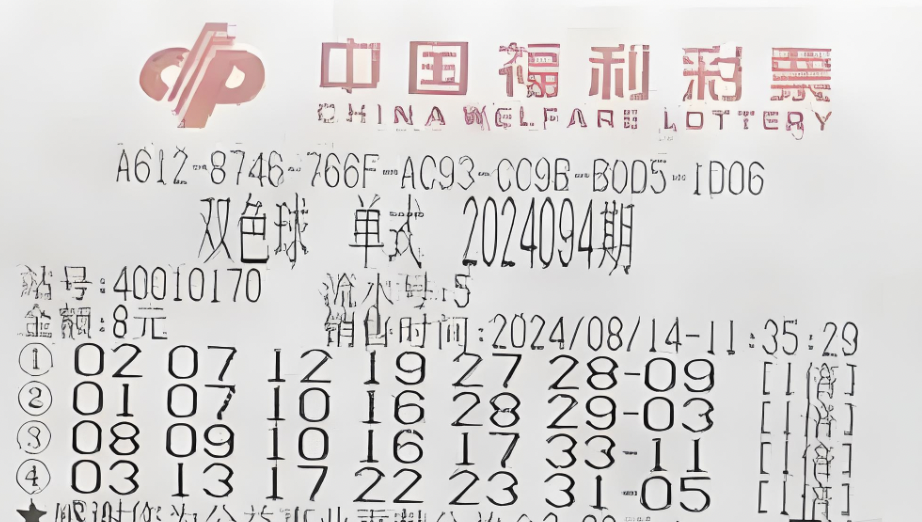 中国福利彩票
CHINA WELFARE LOTTERY
A612-8746-766F-AC93-CC9B-B0D5-1D06
双色球 单式 2024094期
站号:40010170 流水号:5
金额:8元 销售时间:2024/08/14-11:35:29
① 02 07 12 19 27 28-09 [1倍]
② 01 07 10 16 28 29-03 [1倍]
③ 08 09 10 16 17 33-11 [1倍]
④ 03 13 17 22 23 31-05 [1倍]
★